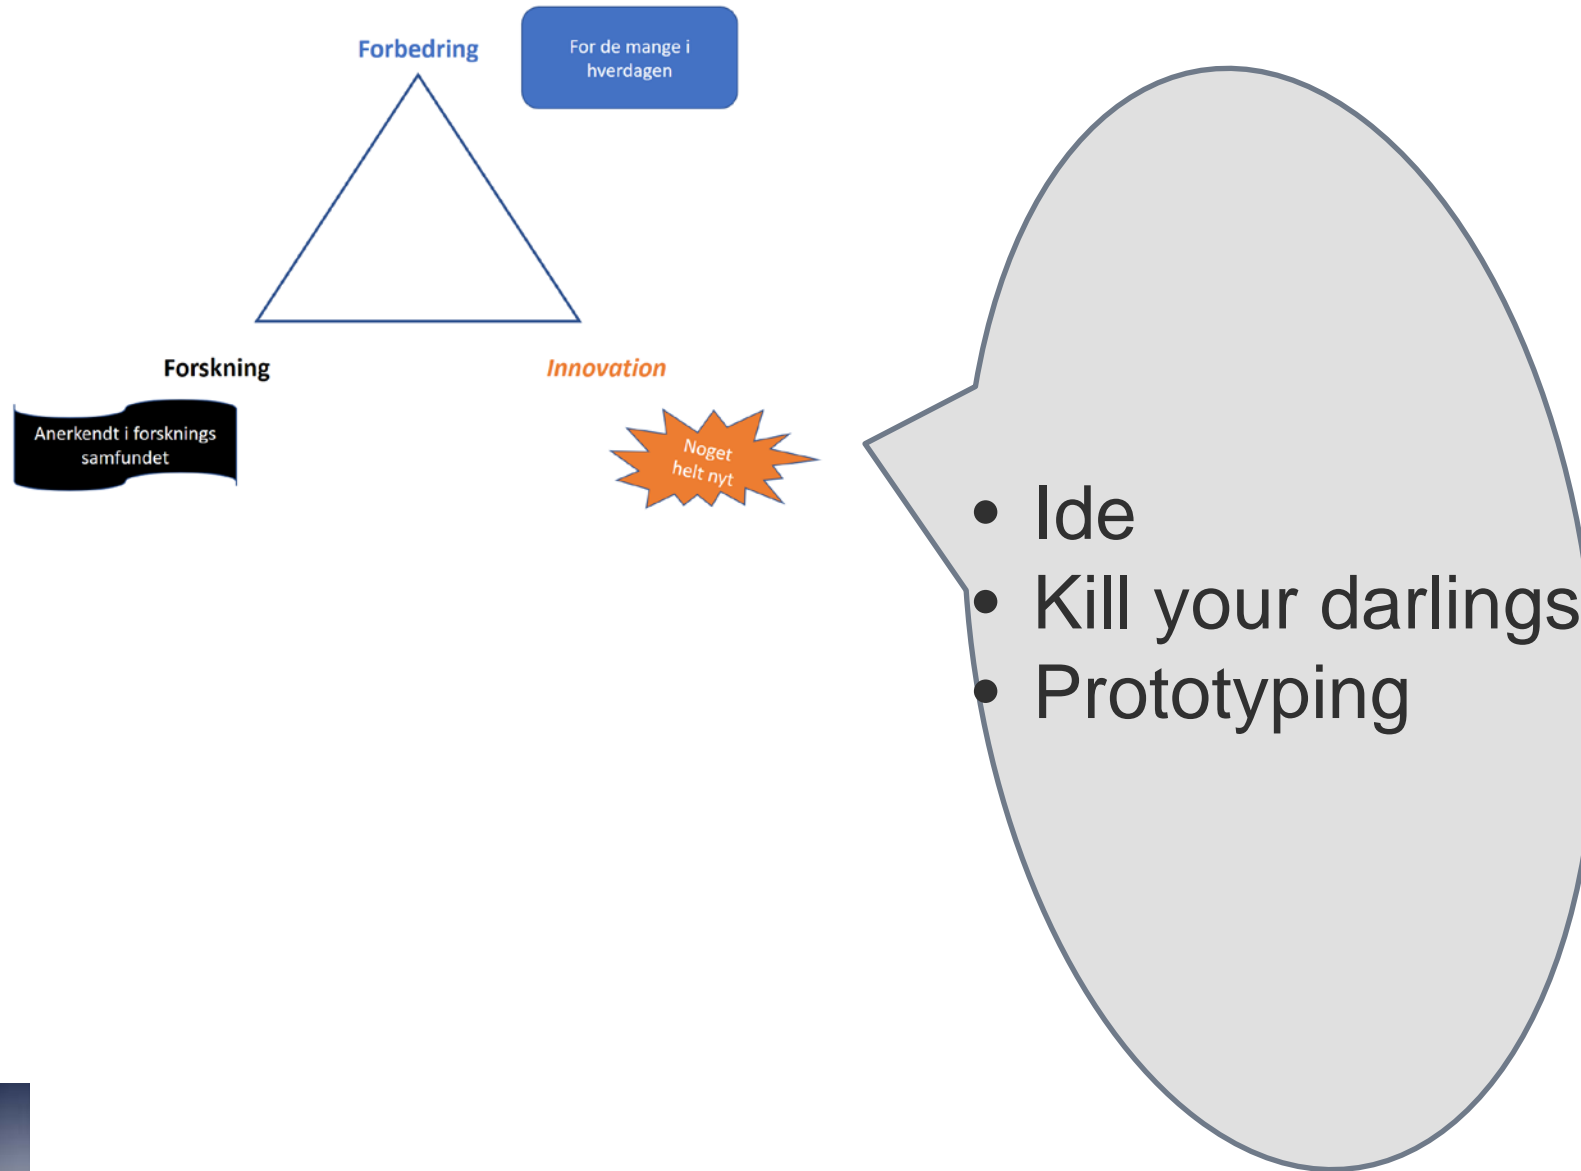 Forbedring
For de mange i
hverdagen
Forskning
Innovation
Anerkendt i forsknings
samfundet
Noget
helt nyt
• Ide
• Kill your darlings
• Prototyping